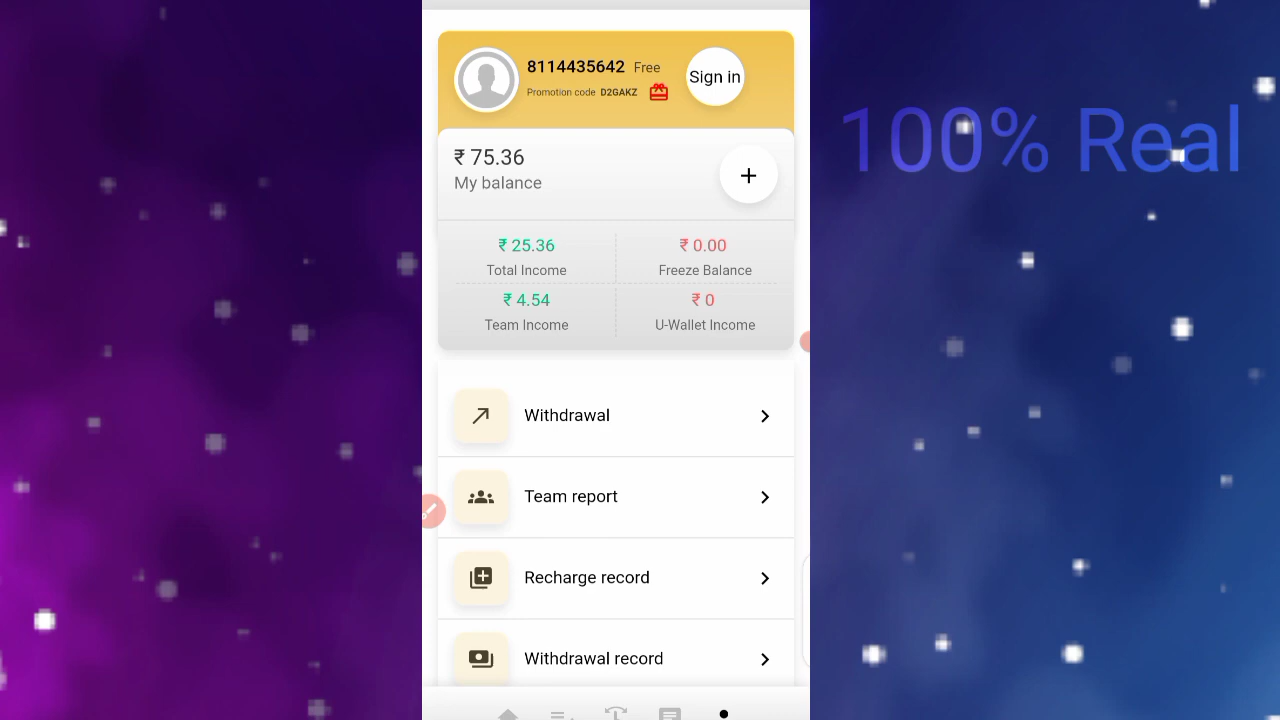 8114435642 Free
Sign in
Promotion code D2GAKZ
100% Real
₹ 75.36
My balance
+
₹ 25.36
₹ 0.00
Total Income
Freeze Balance
₹ 4.54
₹ 0
Team Income
U-Wallet Income
Withdrawal
Team report
Recharge record
Withdrawal record